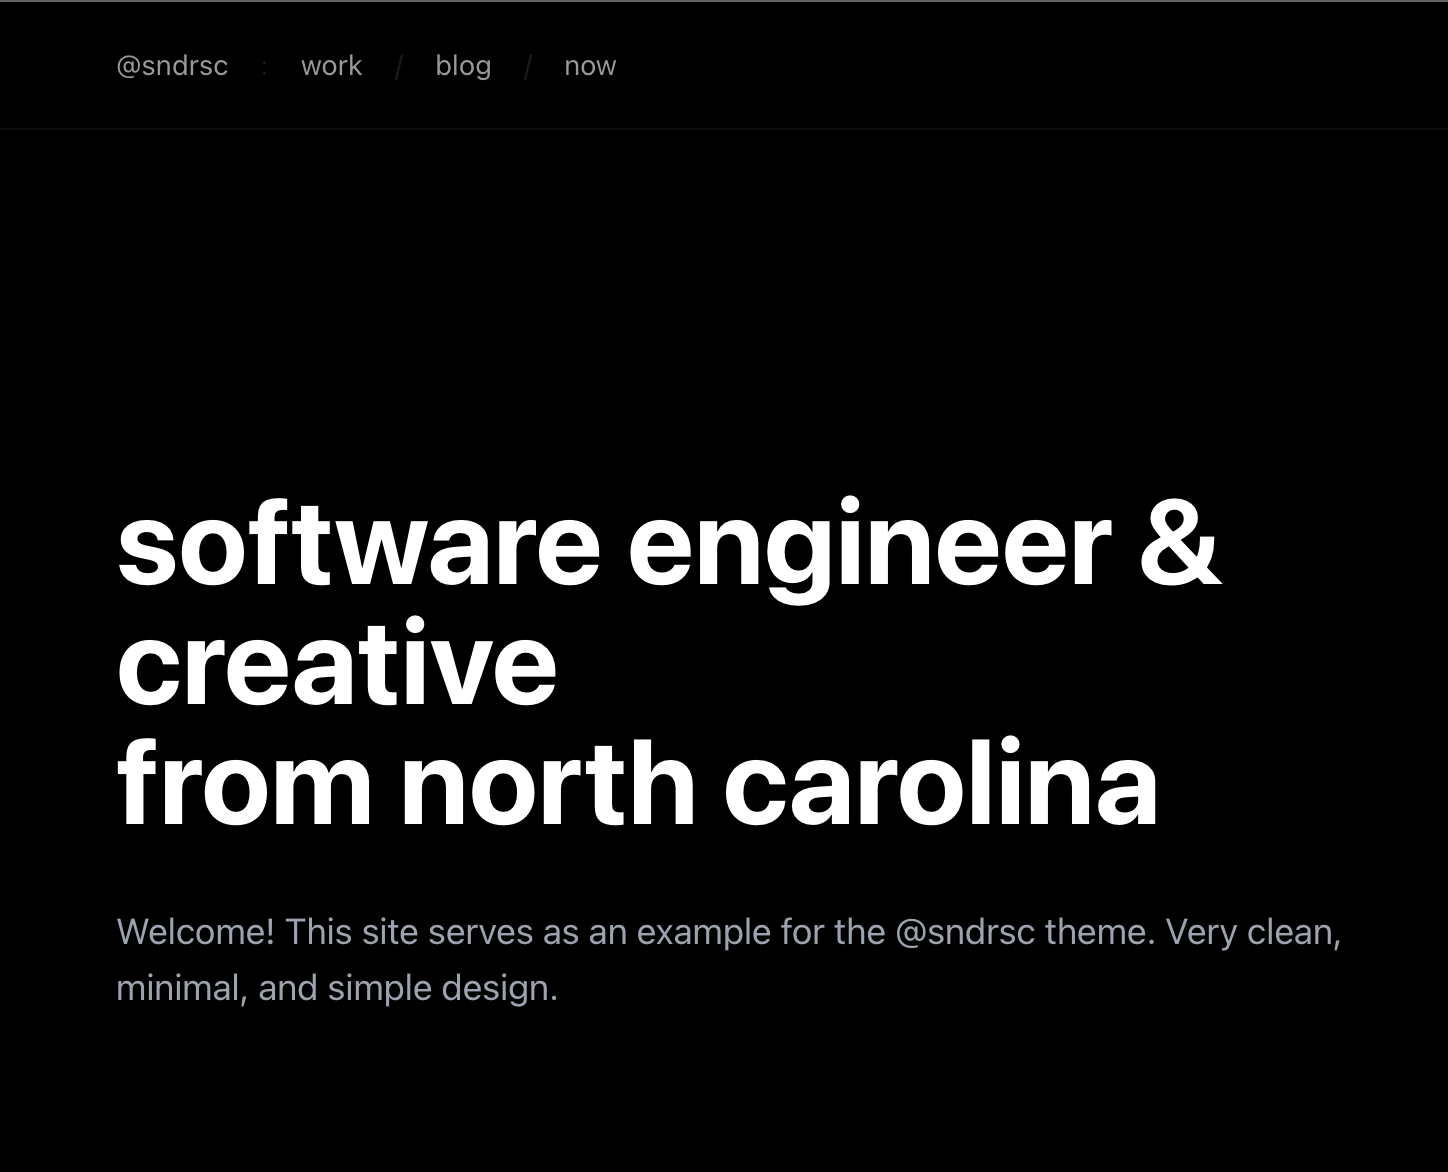 @sndrsc : work / blog / now
software engineer &
creative
from north carolina
Welcome! This site serves as an example for the @sndrsc theme. Very clean,
minimal, and simple design.